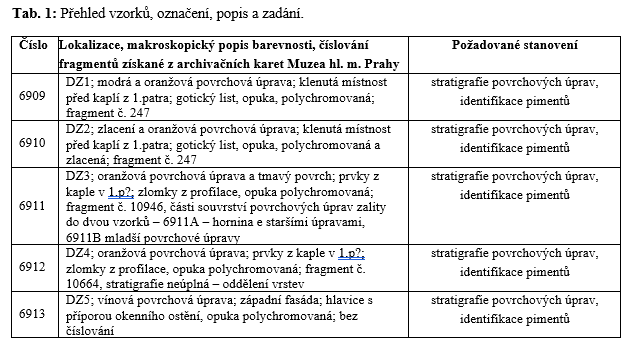 Tab. 1: Přehled vzorků, označení, popis a zadání.
Číslo
Lokalizace, makroskopický popis barevnosti, číslování
fragmentů získané z archivačních karet Muzea hl. m. Prahy
Požadované stanovení
6909
DZ1; modrá a oranžová povrchová úprava; klenutá místnost
před kaplí z 1.patra; gotický list, opuka, polychromovaná;
fragment č. 247
stratigrafie povrchových úprav,
identifikace pimentů
6910
DZ2; zlacení a oranžová povrchová úprava; klenutá místnost
před kaplí z 1.patra; gotický list, opuka, polychromovaná a
zlacená; fragment č. 247
stratigrafie povrchových úprav,
identifikace pimentů
6911
DZ3; oranžová povrchová úprava a tmavý povrch; prvky z
kaple v 1.p?; zlomky z profilace, opuka polychromovaná;
fragment č. 10946, části souvrství povrchových úprav zality
do dvou vzorků – 6911A – hornina e staršími úpravami,
6911B mladší povrchové úpravy
stratigrafie povrchových úprav,
identifikace pimentů
6912
DZ4; oranžová povrchová úprava; prvky z kaple v 1.p?;
zlomky z profilace, opuka polychromovaná; fragment č.
10664, stratigrafie neúplná – oddělení vrstev
stratigrafie povrchových úprav,
identifikace pimentů
6913
DZ5; vínová povrchová úprava; západní fasáda; hlavice s
příporou okenního ostění, opuka polychromovaná; bez
číslování
stratigrafie povrchových úprav,
identifikace pimentů